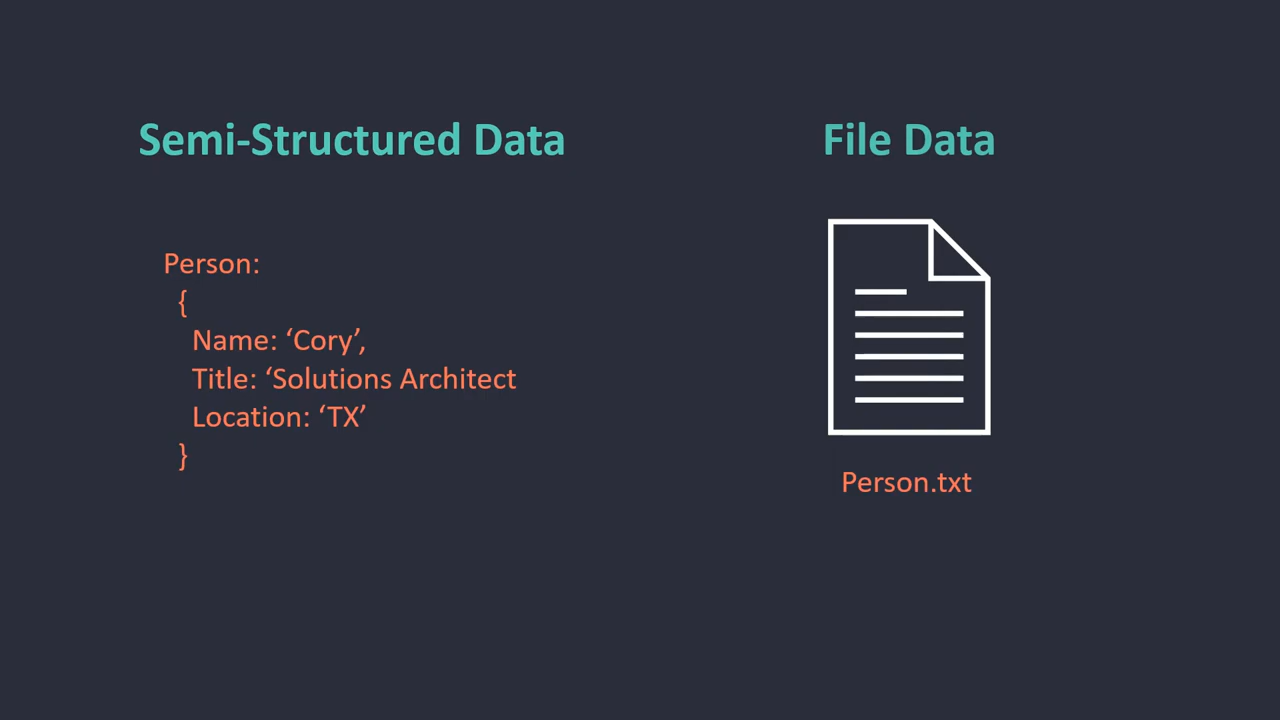 Semi-Structured Data
File Data
Person:
{
Name: ‘Cory’,
Title: ‘Solutions Architect
Location: ‘TX’
}
Person.txt